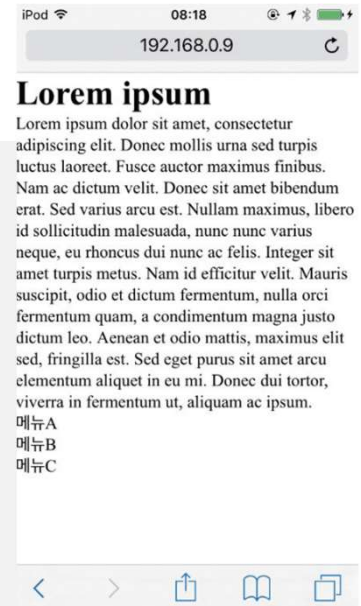 iPod 08:18
192.168.0.9
Lorem ipsum
Lorem ipsum dolor sit amet, consectetur
adipiscing elit. Donec mollis urna sed turpis
luctus laoreet. Fusce auctor maximus finibus.
Nam ac dictum velit. Donec sit amet bibendum
erat. Sed varius arcu est. Nullam maximus, libero
id sollicitudin malesuada, nunc nunc varius
neque, eu rhoncus dui nunc ac felis. Integer sit
amet turpis metus. Nam id efficitur velit. Mauris
suscipit, odio et dictum fermentum, nulla orci
fermentum quam, a condimentum magna justo
dictum leo. Aenean et odio mattis, maximus elit
sed, fringilla est. Sed eget purus sit amet arcu
elementum aliquet in eu mi. Donec dui tortor,
viverra in fermentum ut, aliquam ac ipsum.
메뉴A
메뉴B
메뉴C